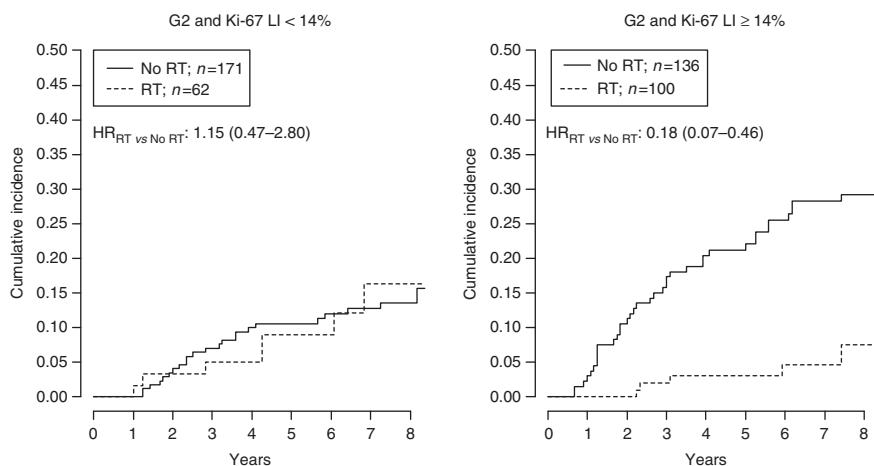 G2 and Ki-67 LI < 14%
0.50
0.45
0.40
0.35
0.30
0.25
0.20
0.15
0.10
0.05
0.00
Cumulative incidence
No RT; n=171
RT; n=62
HR RT vs No RT: 1.15 (0.47–2.80)
0 1 2 3 4 5 6 7 8
Years
G2 and Ki-67 LI ≥ 14%
0.50
0.45
0.40
0.35
0.30
0.25
0.20
0.15
0.10
0.05
0.00
Cumulative incidence
No RT; n=136
RT; n=100
HR RT vs No RT: 0.18 (0.07–0.46)
0 1 2 3 4 5 6 7 8
Years